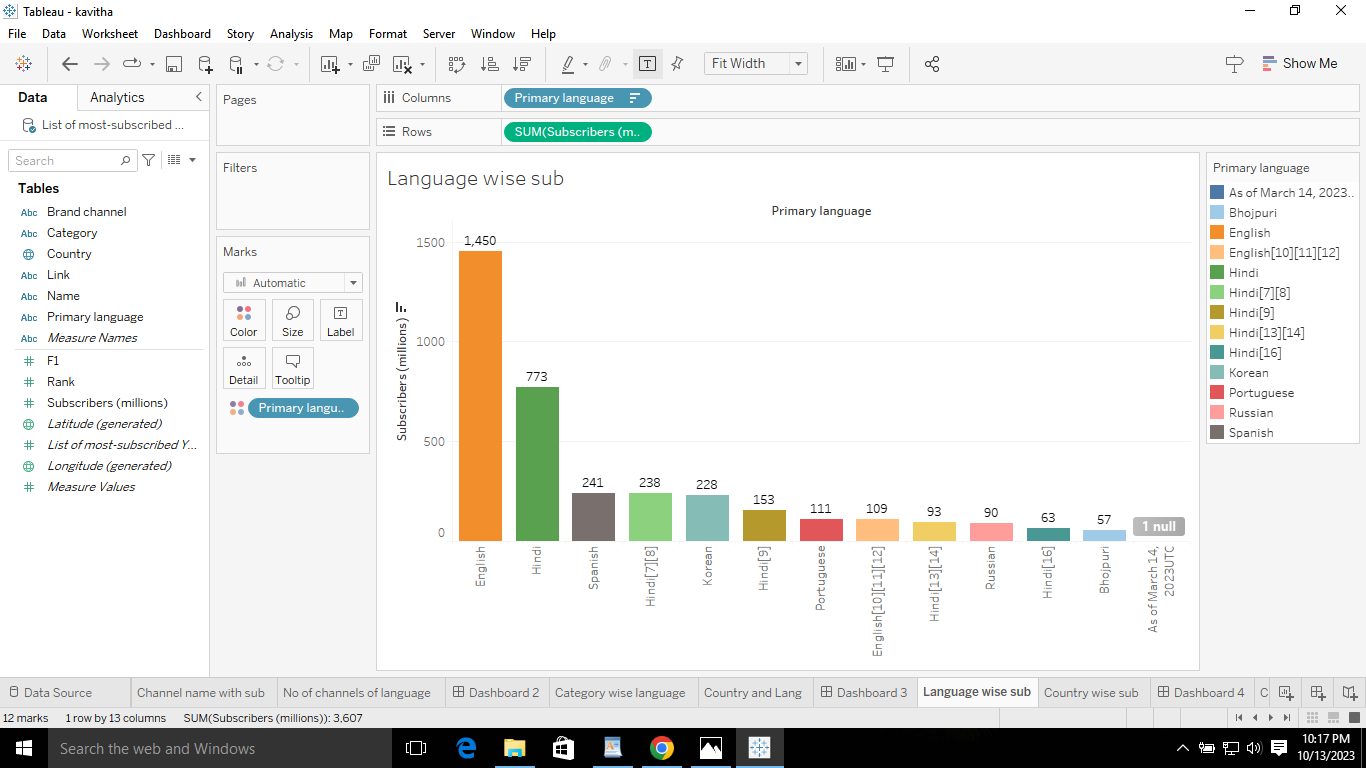 Tableau - kavitha
File Data Worksheet Dashboard Story Analysis Map Format Server Window Help
Fit Width
Show Me
Data Analytics
List of most-subscribed ...
Search
Tables
Abc Brand channel
Abc Category
Country
Abc Link
Abc Name
Abc Primary language
Abc Measure Names
F1
Rank
Subscribers (millions)
Latitude (generated)
List of most-subscribed Y...
Longitude (generated)
Measure Values
Pages
Filters
Marks
Automatic
Color Size Label
Detail Tooltip
Primary langu..
Columns Primary language
Rows SUM(Subscribers (m..
Language wise sub
Primary language
Subscribers (millions)
1500
1000
500
0
1,450
773
241
238
228
153
111
109
93
90
63
57
1 null
English
Hindi
Spanish
Hindi[7][8]
Korean
Hindi[9]
Portuguese
English[10][11][12]
Hindi[13][14]
Russian
Hindi[16]
Bhojpuri
As of March 14,
2023UTC
Primary language
As of March 14, 2023..
Bhojpuri
English
English[10][11][12]
Hindi
Hindi[7][8]
Hindi[9]
Hindi[13][14]
Hindi[16]
Korean
Portuguese
Russian
Spanish
Data Source Channel name with sub No of channels of language Dashboard 2 Category wise language Country and Lang Dashboard 3 Language wise sub Country wise sub Dashboard 4 C
12 marks 1 row by 13 columns SUM(Subscribers (millions)): 3,607
Search the web and Windows
10:17 PM
10/13/2023